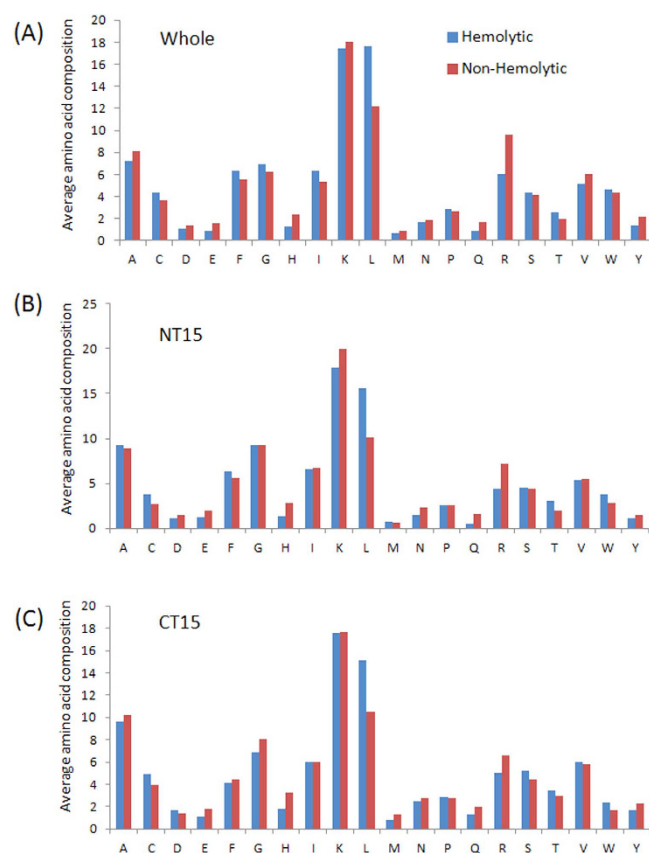 (A)
Whole
Hemolytic
Non-Hemolytic
Average amino acid composition
20
18
16
14
12
10
8
6
4
2
0
A C D E F G H I K L M N P Q R S T V W Y
(B)
NT15
Average amino acid composition
25
20
15
10
5
0
A C D E F G H I K L M N P Q R S T V W Y
(C)
CT15
Average amino acid composition
20
18
16
14
12
10
8
6
4
2
0
A C D E F G H I K L M N P Q R S T V W Y